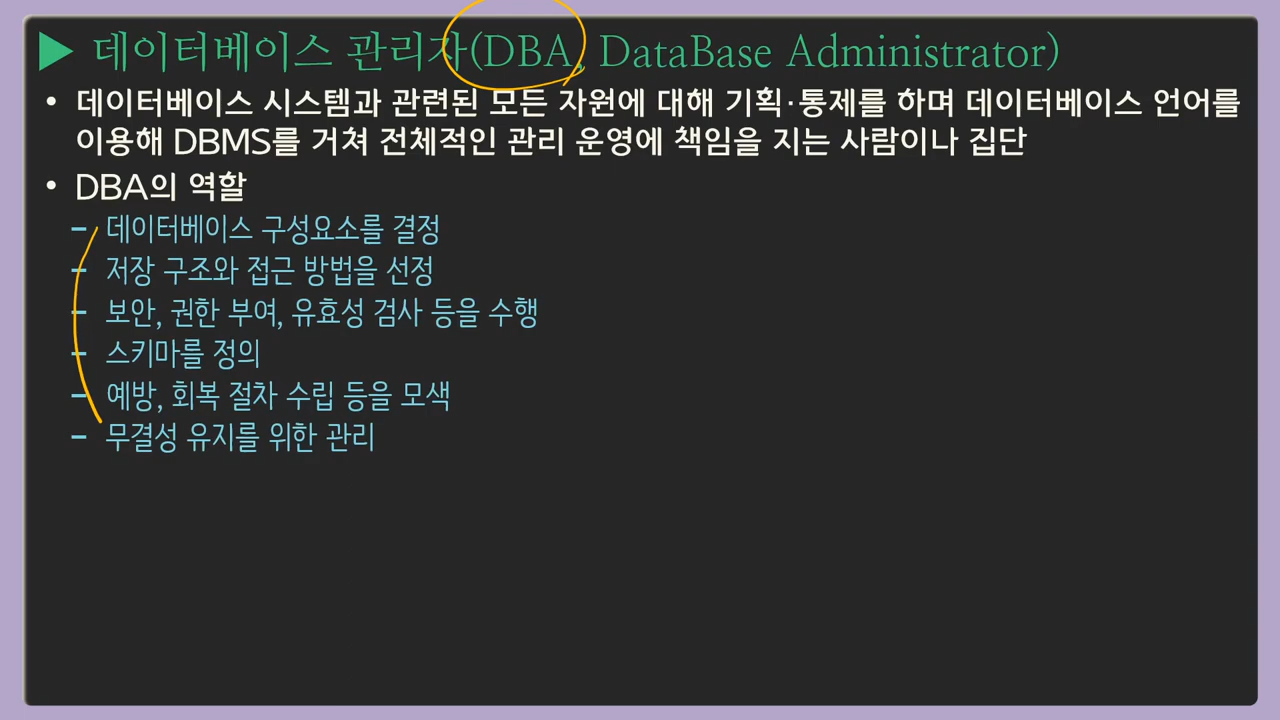 ▶ 데이터베이스 관리자(DBA, DataBase Administrator)
• 데이터베이스 시스템과 관련된 모든 자원에 대해 기획·통제를 하며 데이터베이스 언어를
이용해 DBMS를 거쳐 전체적인 관리 운영에 책임을 지는 사람이나 집단
• DBA의 역할
– 데이터베이스 구성요소를 결정
– 저장 구조와 접근 방법을 선정
– 보안, 권한 부여, 유효성 검사 등을 수행
– 스키마를 정의
– 예방, 회복 절차 수립 등을 모색
– 무결성 유지를 위한 관리